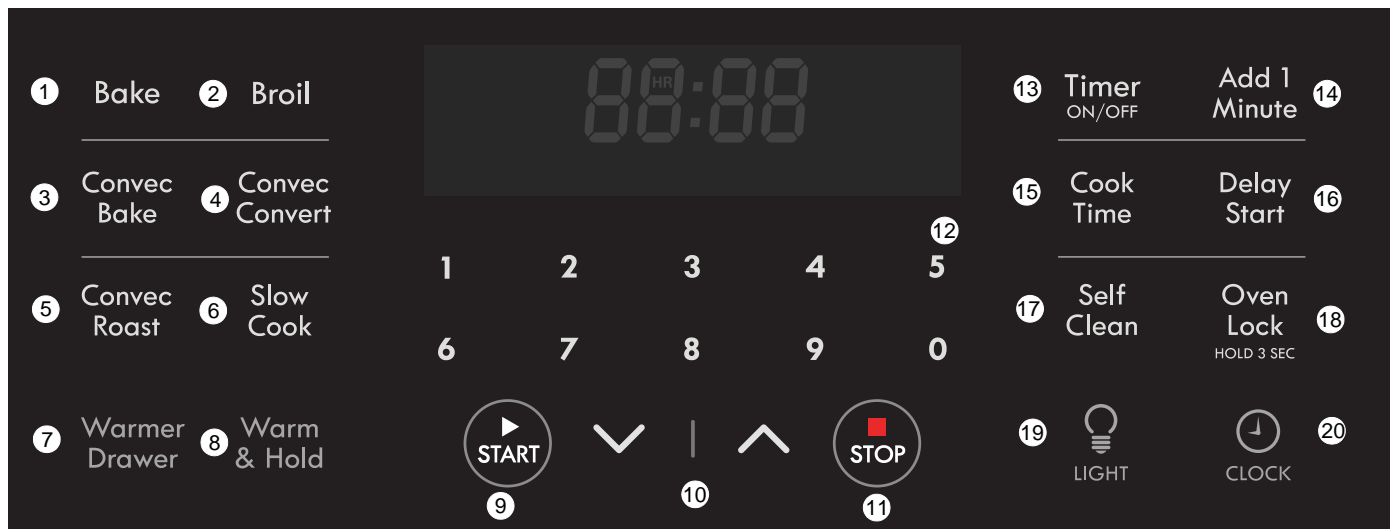 1 Bake 2 Broil
88:88
HR
13 Timer
ON/OFF
Add 1
Minute 14
3 Convec
Bake
4 Convec
Convert
15 Cook
Time
Delay
Start 16
12
1 2 3 4 5
5 Convec
Roast
6 Slow
Cook
17 Self
Clean
Oven
Lock
HOLD 3 SEC 18
6 7 8 9 0
7 Warmer
Drawer
8 Warm
& Hold
START
STOP
9 10 11
19 LIGHT
CLOCK 20